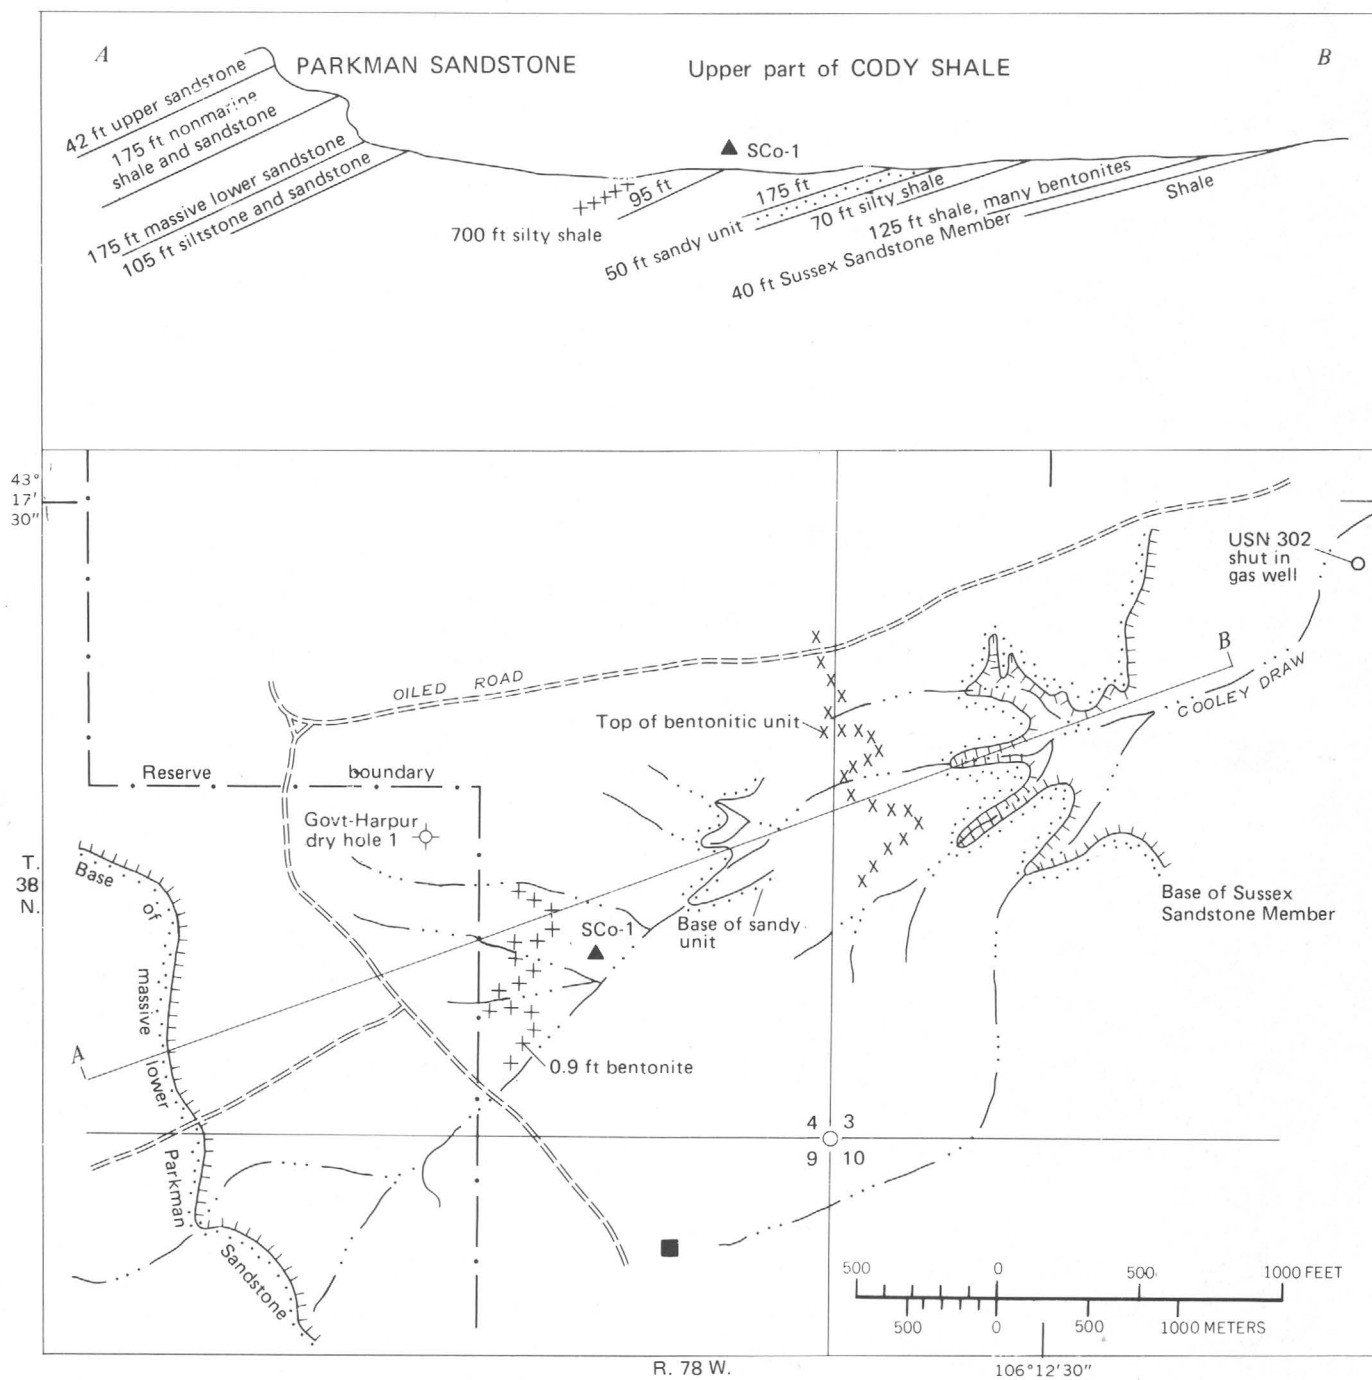 A
PARKMAN SANDSTONE
Upper part of CODY SHALE
B
42 ft upper sandstone
175 ft nonmarine
shale and sandstone
175 ft massive lower sandstone
105 ft siltstone and sandstone
SCo-1
+++++
95 ft
700 ft silty shale
175 ft
50 ft sandy unit
70 ft silty shale
125 ft shale, many bentonites
40 ft Sussex Sandstone Member
Shale
43°
17'
30"
USN 302
shut in
gas well
B
COOLEY DRAW
OILED ROAD
Top of bentonitic unit
Reserve boundary
Govt-Harpur
dry hole 1
T.
38
N.
Base of massive lower Parkman Sandstone
SCo-1
Base of sandy
unit
Base of Sussex
Sandstone Member
A
0.9 ft bentonite
4 3
9 10
500 0 500 1000 FEET
500 0 500 1000 METERS
R. 78 W.
106°12'30"